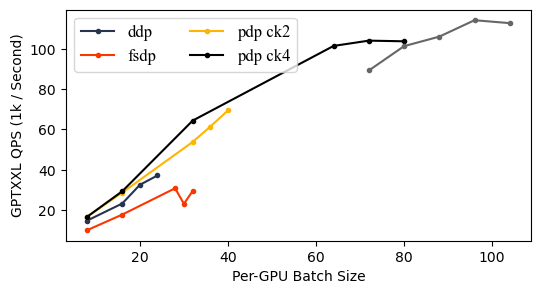 ddp
fsdp
pdp ck2
pdp ck4
GPTXXL QPS (1k / Second)
100
80
60
40
20
20
40
60
80
100
Per-GPU Batch Size